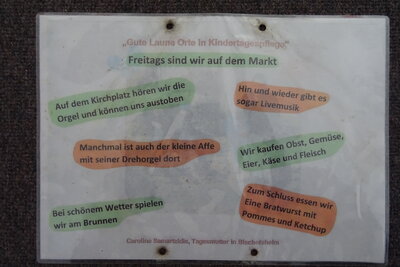 „Gute Laune Orte in Kindertagespflege"
Freitags sind wir auf dem Markt
Auf dem Kirchplatz hören wir die
Orgel und können uns austoben
Hin und wieder gibt es
sogar Livemusik
Manchmal ist auch der kleine Affe
mit seiner Drehorgel dort
Wir kaufen Obst, Gemüse,
Eier, Käse und Fleisch
Bei schönem Wetter spielen
wir am Brunnen
Zum Schluss essen wir
Eine Bratwurst mit
Pommes und Ketchup
Caroline Samartzidis, Tagesmutter in Bischofsheim